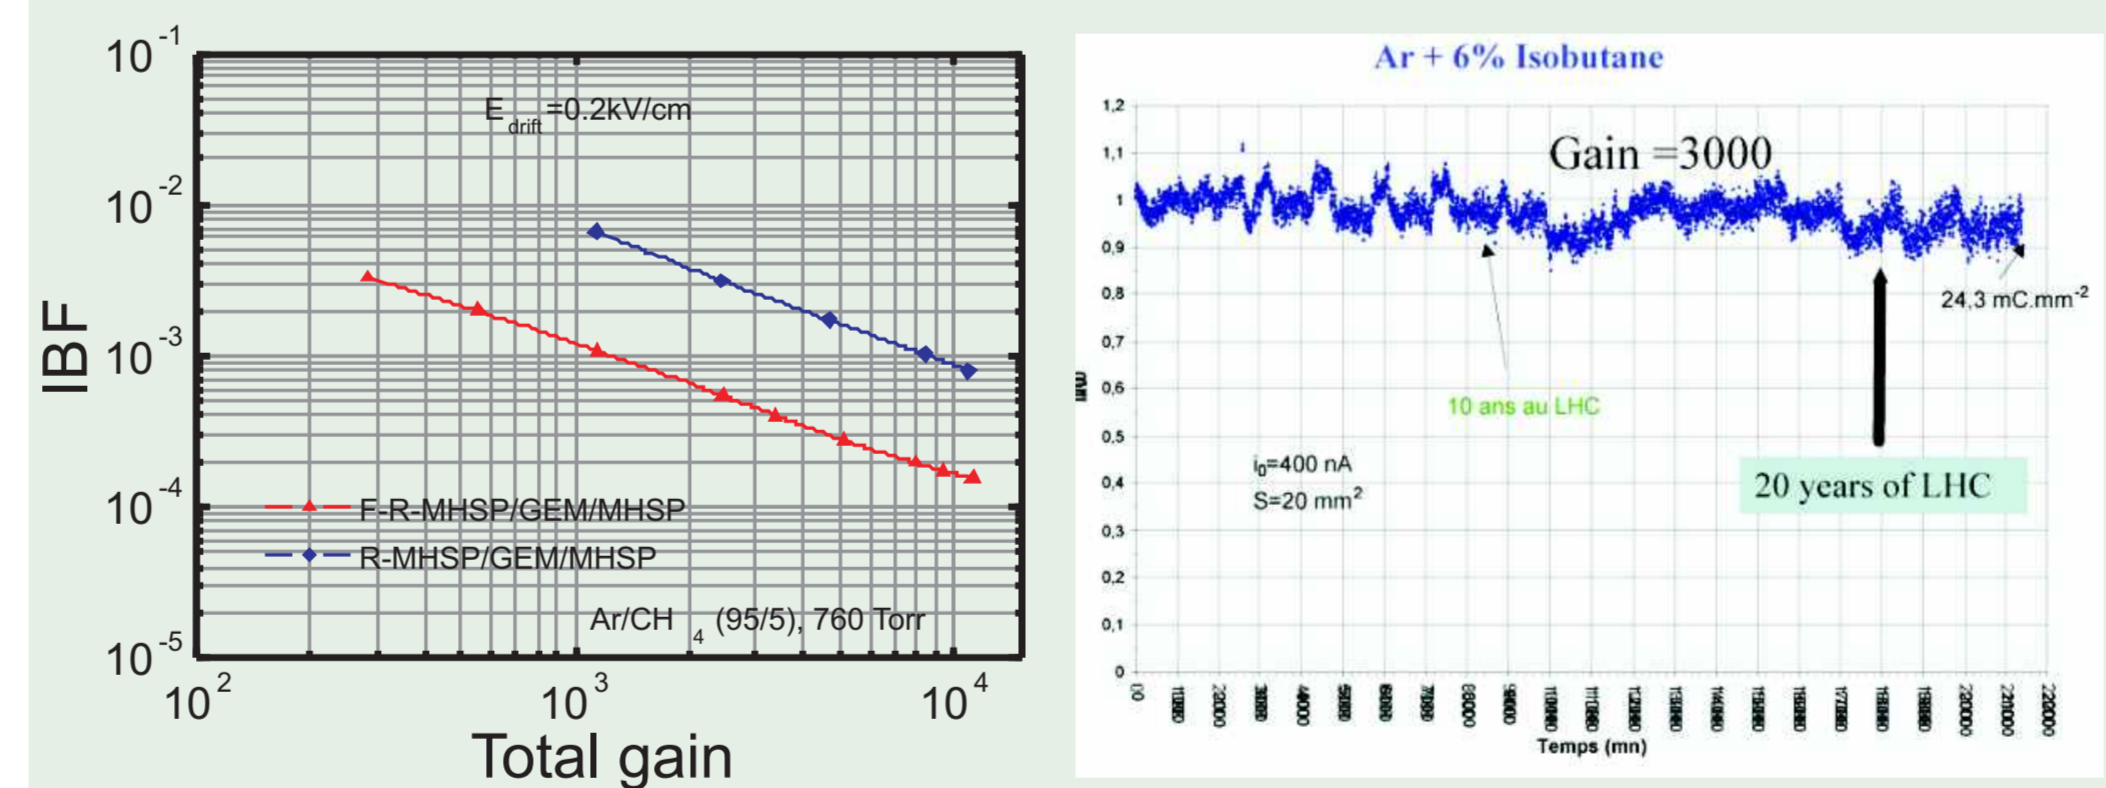 10^-1
10^-2
10^-3
10^-4
10^-5
IBF
E_drift=0.2kV/cm
F-R-MHSP/GEM/MHSP
R-MHSP/GEM/MHSP
Ar/CH_4 (95/5), 760 Torr
10^2 10^3 10^4
Total gain
Ar + 6% Isobutane
1,2
1,1
1
0,9
0,8
0,7
0,6
0,5
0,4
0,3
0,2
0,1
0
Gain =3000
24,3 mC.mm^-2
10 ans au LHC
i_0=400 nA
S=20 mm^2
20 years of LHC
Temps (mn)